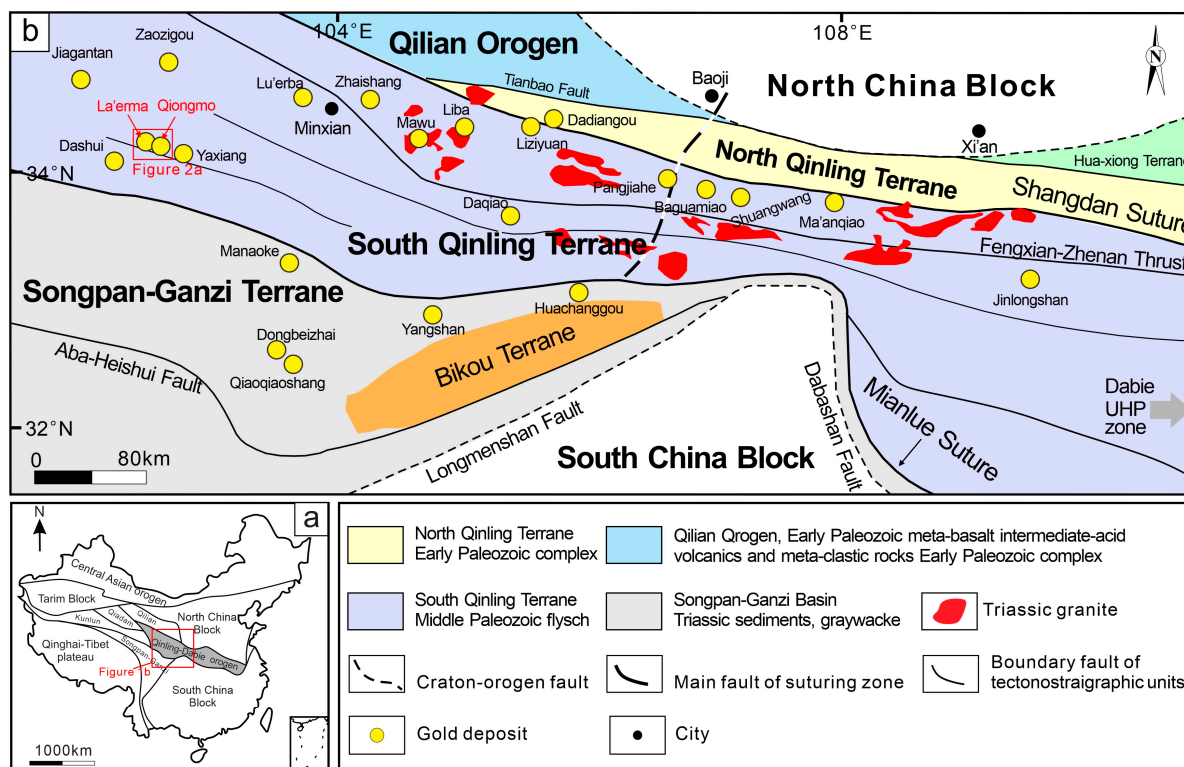 b
104°E
108°E
N
Zaozigou
Jiagantan
Qilian Orogen
Tianbao Fault
Baoji
North China Block
Lu'erba
Zhaishang
Minxian
La'erma
Qiongmo
Mawu
Liba
Dadiangou
Liziyuan
Xi'an
Hua-xiong Terrane
Dashui
Yaxiang
Figure 2a
34°N
North Qinling Terrane
Shangdan Suture
Pangjiahe
Baguamiao
Shuangwang
Ma'anqiao
Daqiao
South Qinling Terrane
Fengxian-Zhenan Thrust
Manaoke
Songpan-Ganzi Terrane
Huachanggou
Jinlongshan
Yangshan
Dongbeizhai
Qiaoqiaoshang
Aba-Heishui Fault
Bikou Terrane
Dabie
UHP
zone
32°N
Longmenshan Fault
Dabashan Fault
Mianlue Suture
South China Block
0 80km
a
N
Central Asian orogen
Tarim Block
North China
Block
Qilian
Qiadam
Kunlun
Qinling-Dabie orogen
Songpan-Ganzi
Qinghai-Tibet
plateau
Figure 1b
South China
Block
1000km
North Qinling Terrane
Early Paleozoic complex
Qilian Qrogen, Early Paleozoic meta-basalt intermediate-acid
volcanics and meta-clastic rocks Early Paleozoic complex
South Qinling Terrane
Middle Paleozoic flysch
Songpan-Ganzi Basin
Triassic sediments, graywacke
Triassic granite
Craton-orogen fault
Main fault of suturing zone
Boundary fault of
tectonostraigraphic units
Gold deposit
City